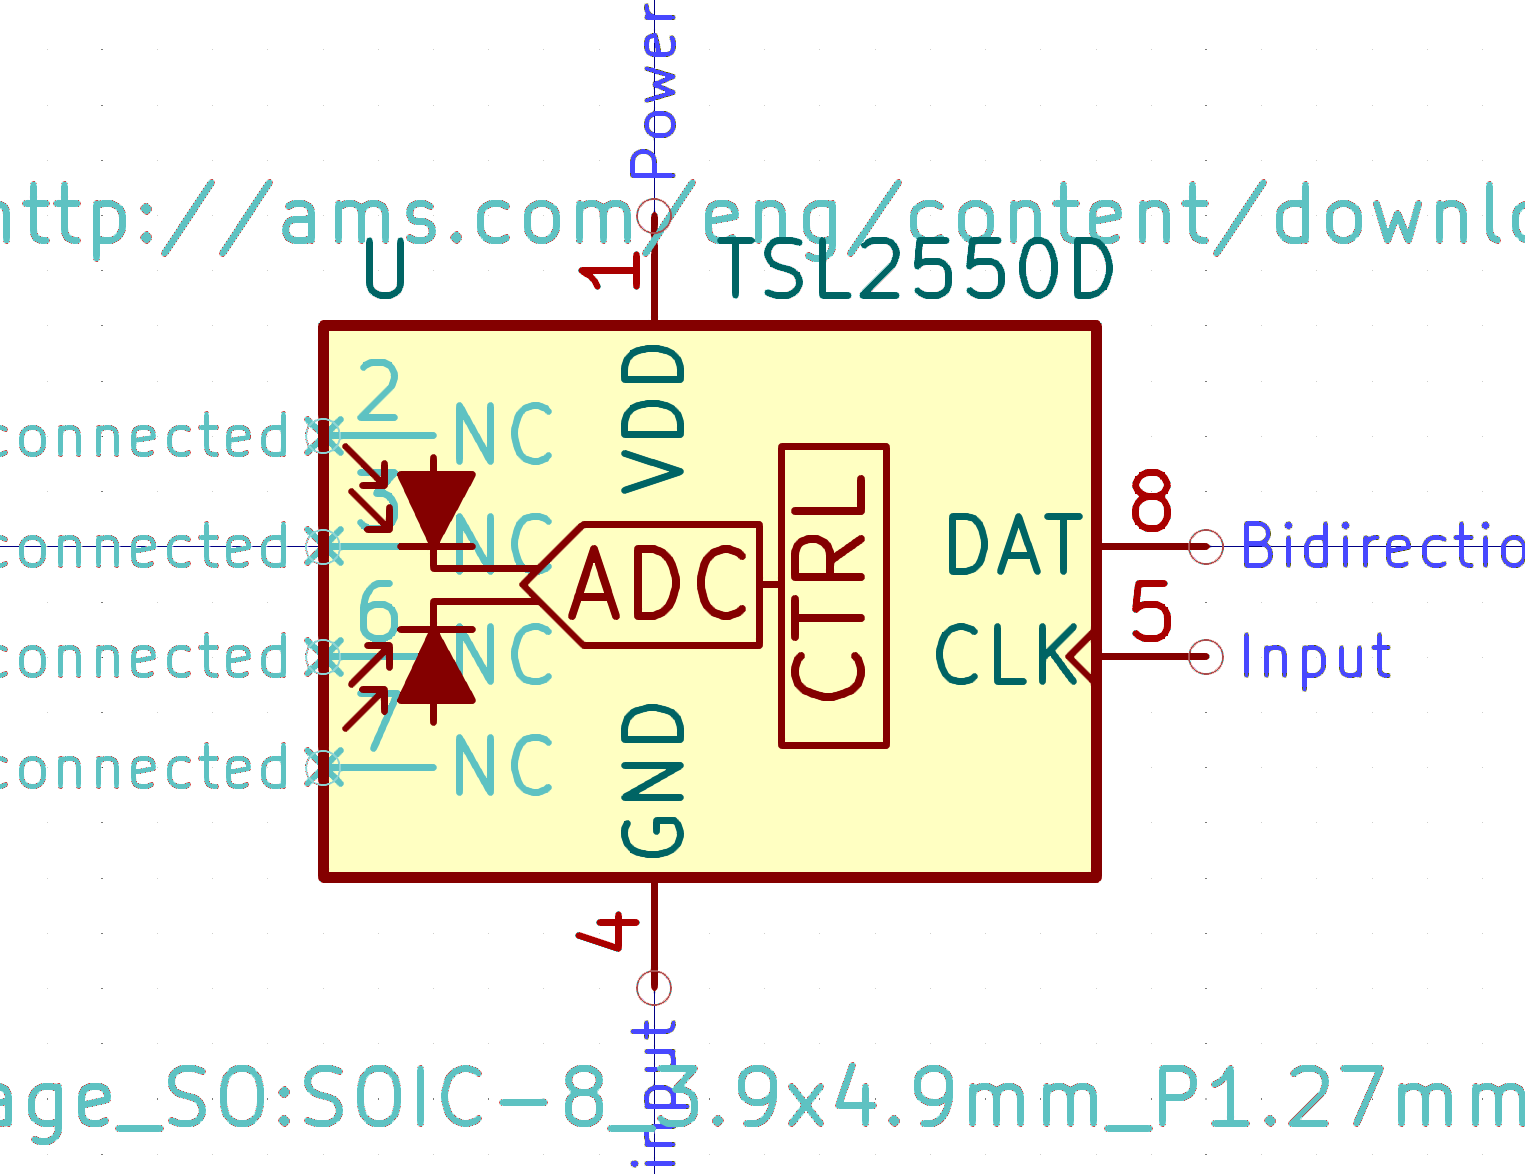 Power
http://ams.com/eng/content/downlo
U
1
TSL2550D
2
NC
VDD
connected
3
NC
connected
ADC
CTRL
DAT
8
Bidirectio
6
NC
connected
CLK
5
Input
7
NC
connected
GND
4
input
age_SO:SOIC-8_3.9x4.9mm_P1.27mm